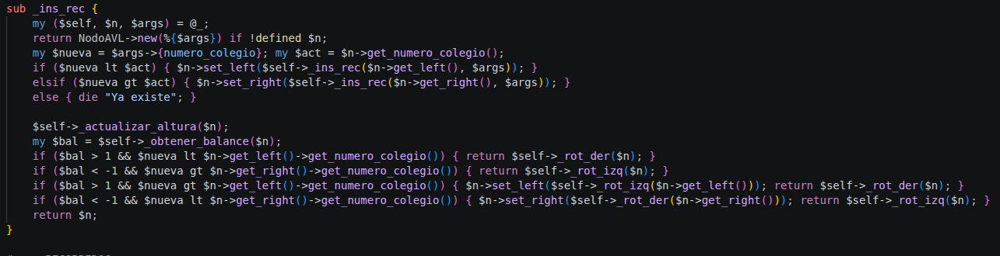 sub _ins_rec {
    my ($self, $n, $args) = @_;
    return NodoAVL->new(%{$args}) if !defined $n;
    my $nueva = $args->{numero_colegio}; my $act = $n->get_numero_colegio();
    if ($nueva lt $act) { $n->set_left($self->_ins_rec($n->get_left(), $args)); }
    elsif ($nueva gt $act) { $n->set_right($self->_ins_rec($n->get_right(), $args)); }
    else { die "Ya existe"; }

    $self->_actualizar_altura($n);
    my $bal = $self->_obtener_balance($n);
    if ($bal > 1 && $nueva lt $n->get_left()->get_numero_colegio()) { return $self->_rot_der($n); }
    if ($bal < -1 && $nueva gt $n->get_right()->get_numero_colegio()) { return $self->_rot_izq($n); }
    if ($bal > 1 && $nueva gt $n->get_left()->get_numero_colegio()) { $n->set_left($self->_rot_izq($n->get_left())); return $self->_rot_der($n); }
    if ($bal < -1 && $nueva lt $n->get_right()->get_numero_colegio()) { $n->set_right($self->_rot_der($n->get_right())); return $self->_rot_izq($n); }
    return $n;
}